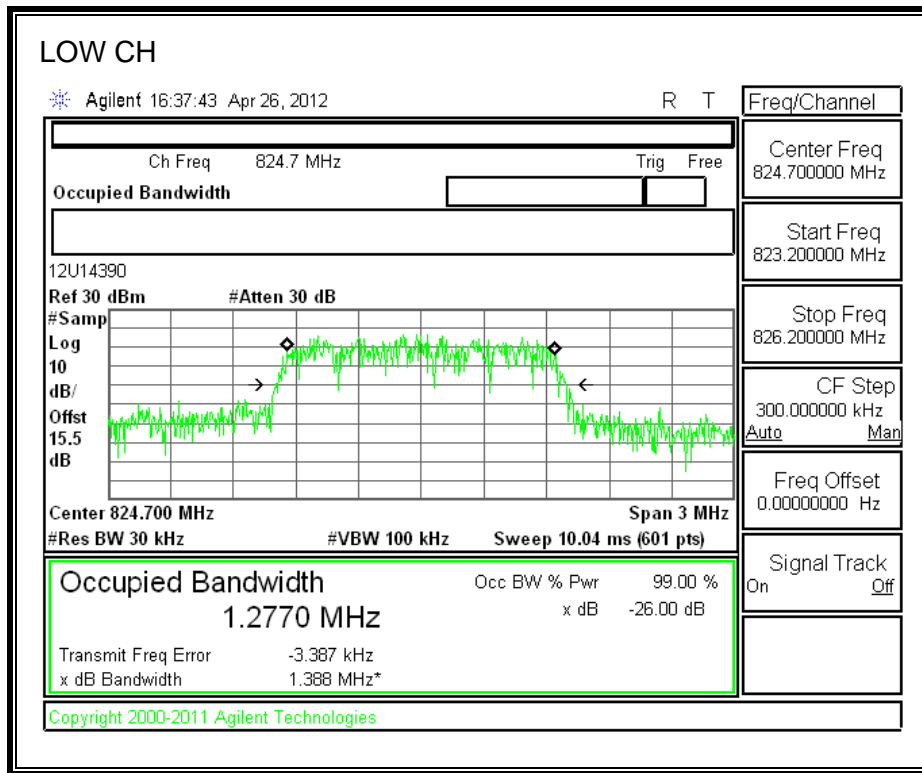 LOW CH
Agilent 16:37:43 Apr 26, 2012 R T
Freq/Channel
Ch Freq 824.7 MHz Trig Free
Occupied Bandwidth
Center Freq
824.700000 MHz
Start Freq
823.200000 MHz
12U14390
Ref 30 dBm #Atten 30 dB
#Samp
Log
10
dB/
Offst
15.5
dB
Stop Freq
826.200000 MHz
CF Step
300.000000 kHz
Auto Man
Freq Offset
0.00000000 Hz
Center 824.700 MHz Span 3 MHz
#Res BW 30 kHz #VBW 100 kHz Sweep 10.04 ms (601 pts)
Signal Track
On Off
Occupied Bandwidth
1.2770 MHz
Occ BW % Pwr 99.00 %
x dB -26.00 dB
Transmit Freq Error -3.387 kHz
x dB Bandwidth 1.388 MHz*
Copyright 2000-2011 Agilent Technologies